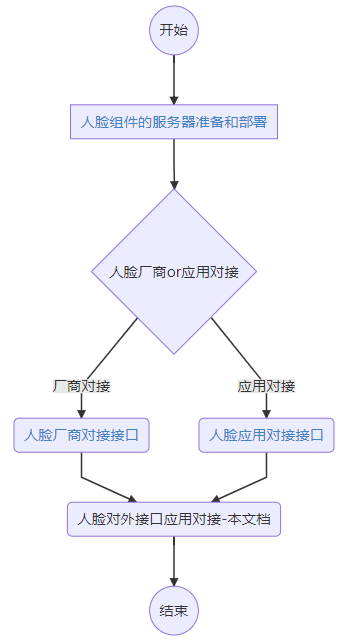 开始
人脸组件的服务器准备和部署
人脸厂商or应用对接
厂商对接
应用对接
人脸厂商对接接口
人脸应用对接接口
人脸对外接口应用对接-本文档
结束